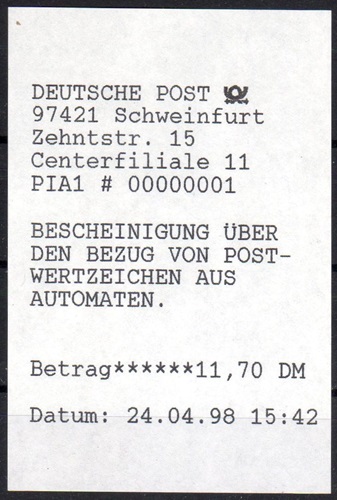 DEUTSCHE POST
97421 Schweinfurt
Zehntstr. 15
Centerfiliale 11
PIA1 # 00000001
BESCHEINIGUNG ÜBER
DEN BEZUG VON POST-
WERTZEICHEN AUS
AUTOMATEN.
Betrag******11,70 DM
Datum: 24.04.98 15:42